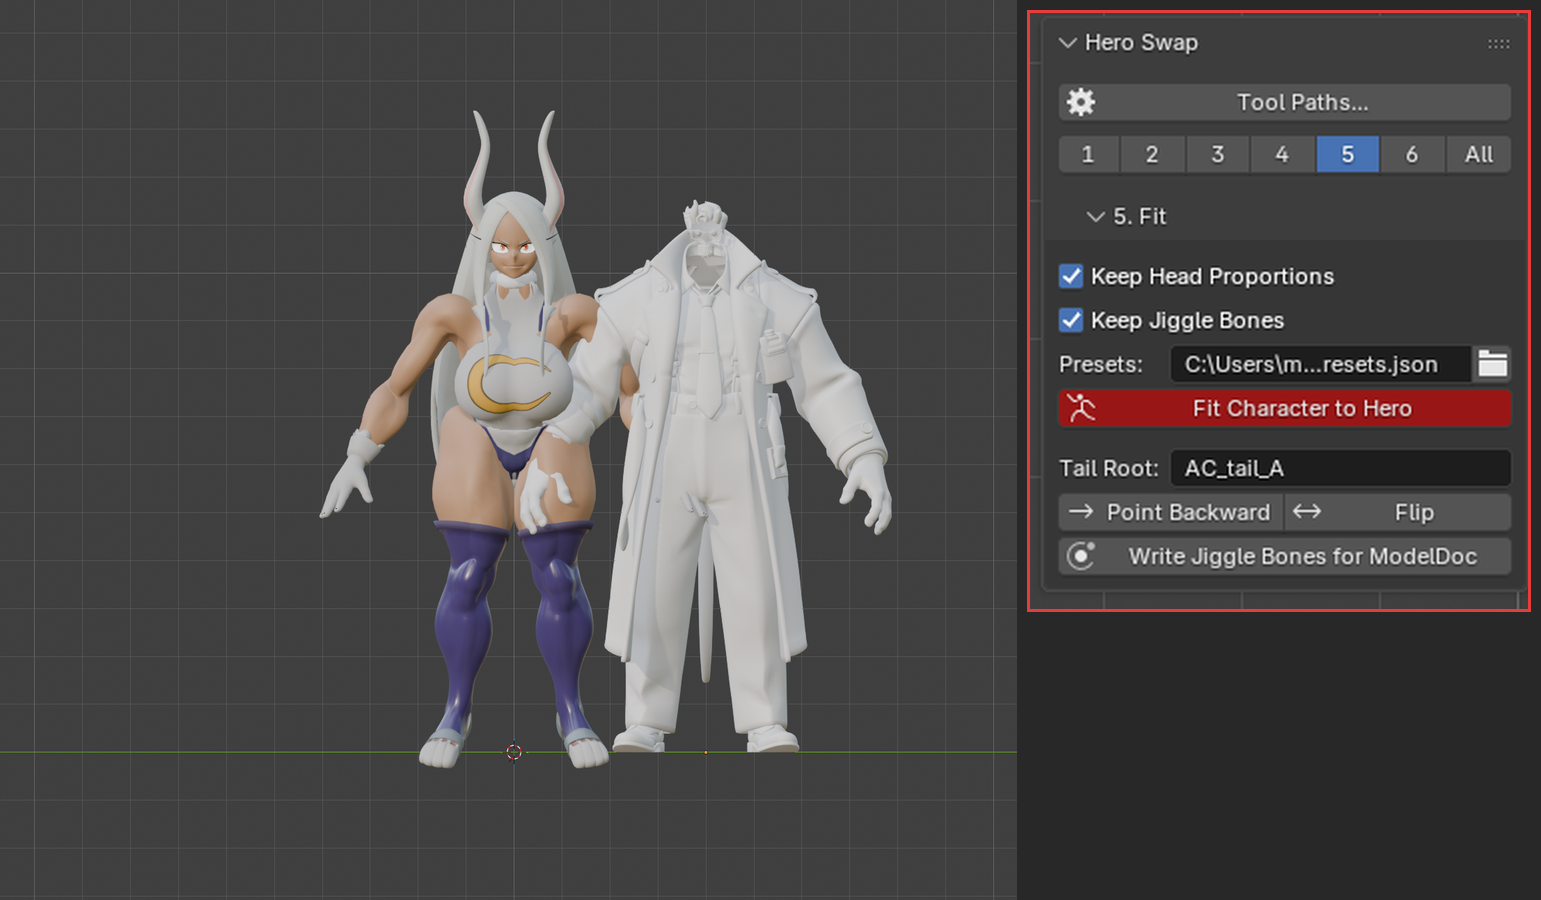 Hero Swap
Tool Paths...
1 2 3 4 5 6 All
5. Fit
Keep Head Proportions
Keep Jiggle Bones
Presets: C:\Users\m...resets.json
Fit Character to Hero
Tail Root: AC_tail_A
Point Backward Flip
Write Jiggle Bones for ModelDoc